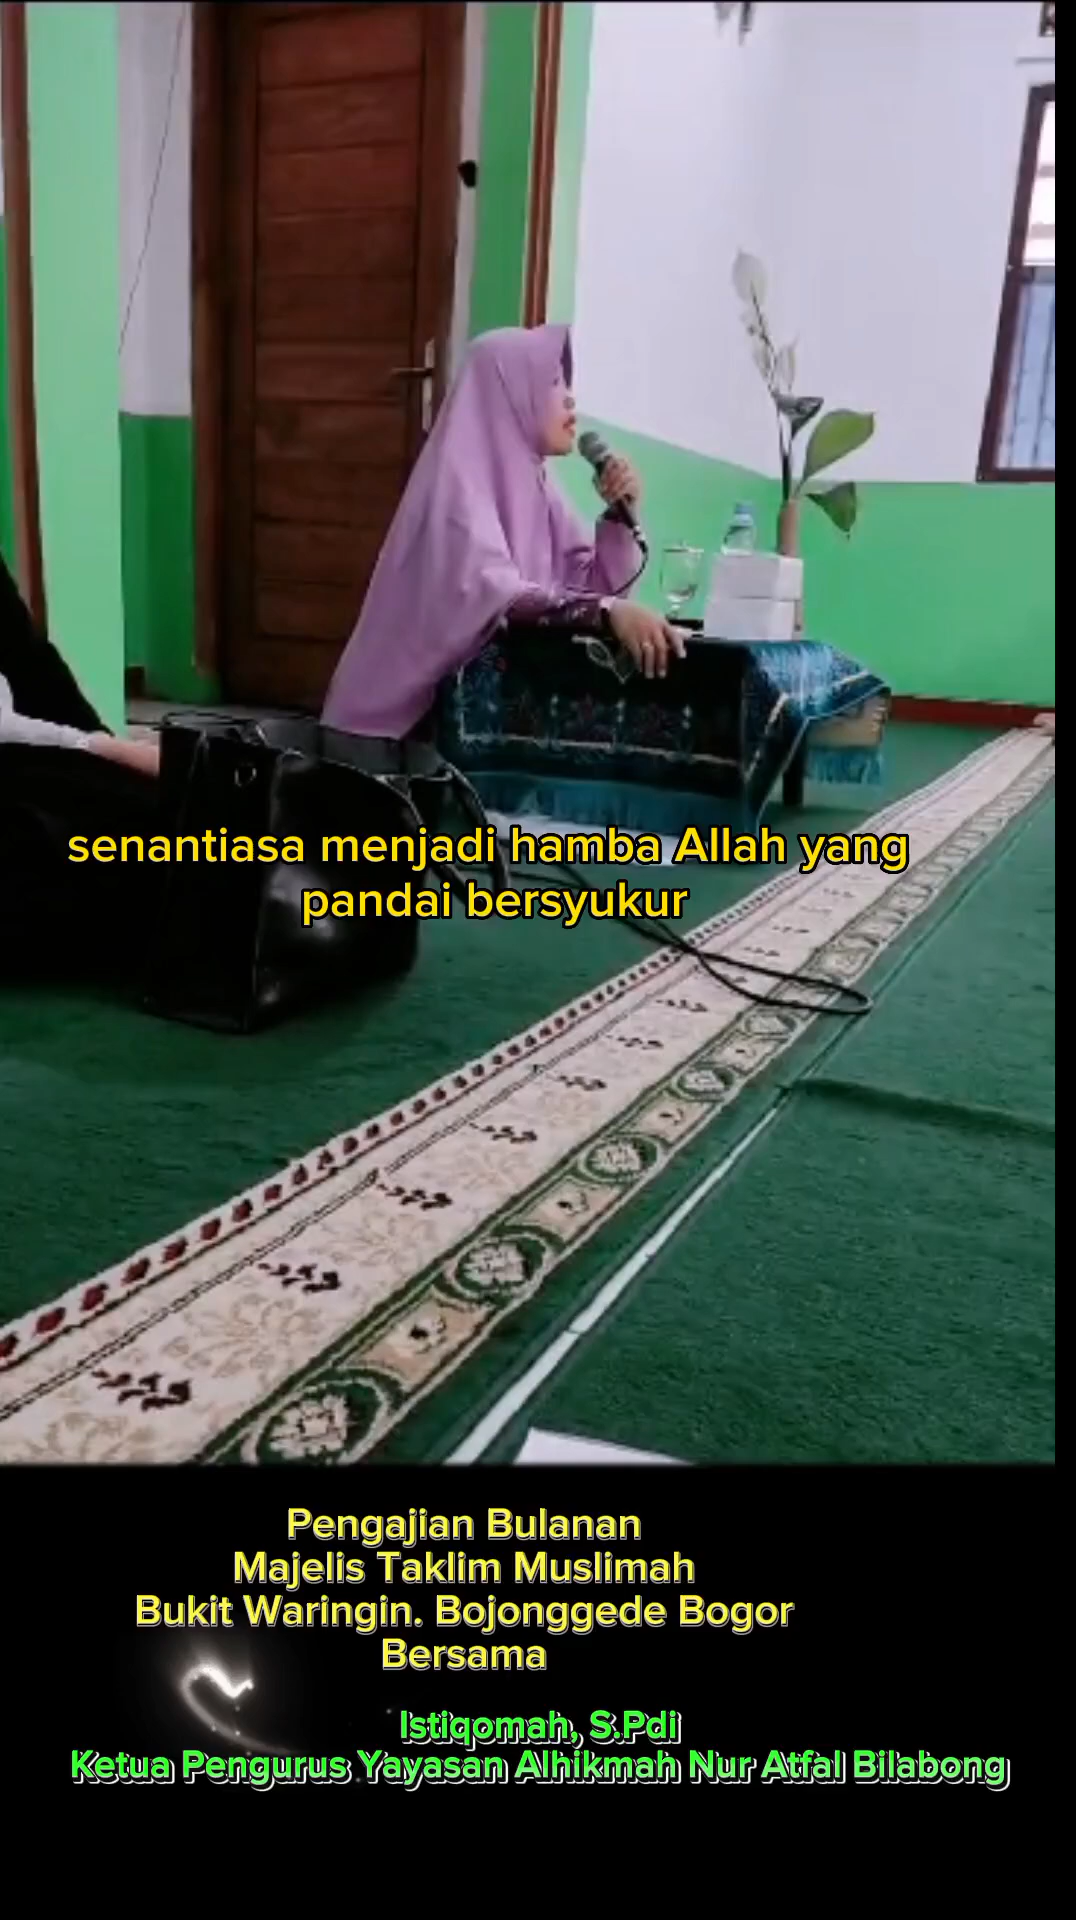 senantiasa menjadi hamba Allah yang
pandai bersyukur
Pengajian Bulanan
Majelis Taklim Muslimah
Bukit Waringin. Bojonggede Bogor
Bersama
Istiqomah, S.Pdi
Ketua Pengurus Yayasan Alhikmah Nur Atfal Bilabong